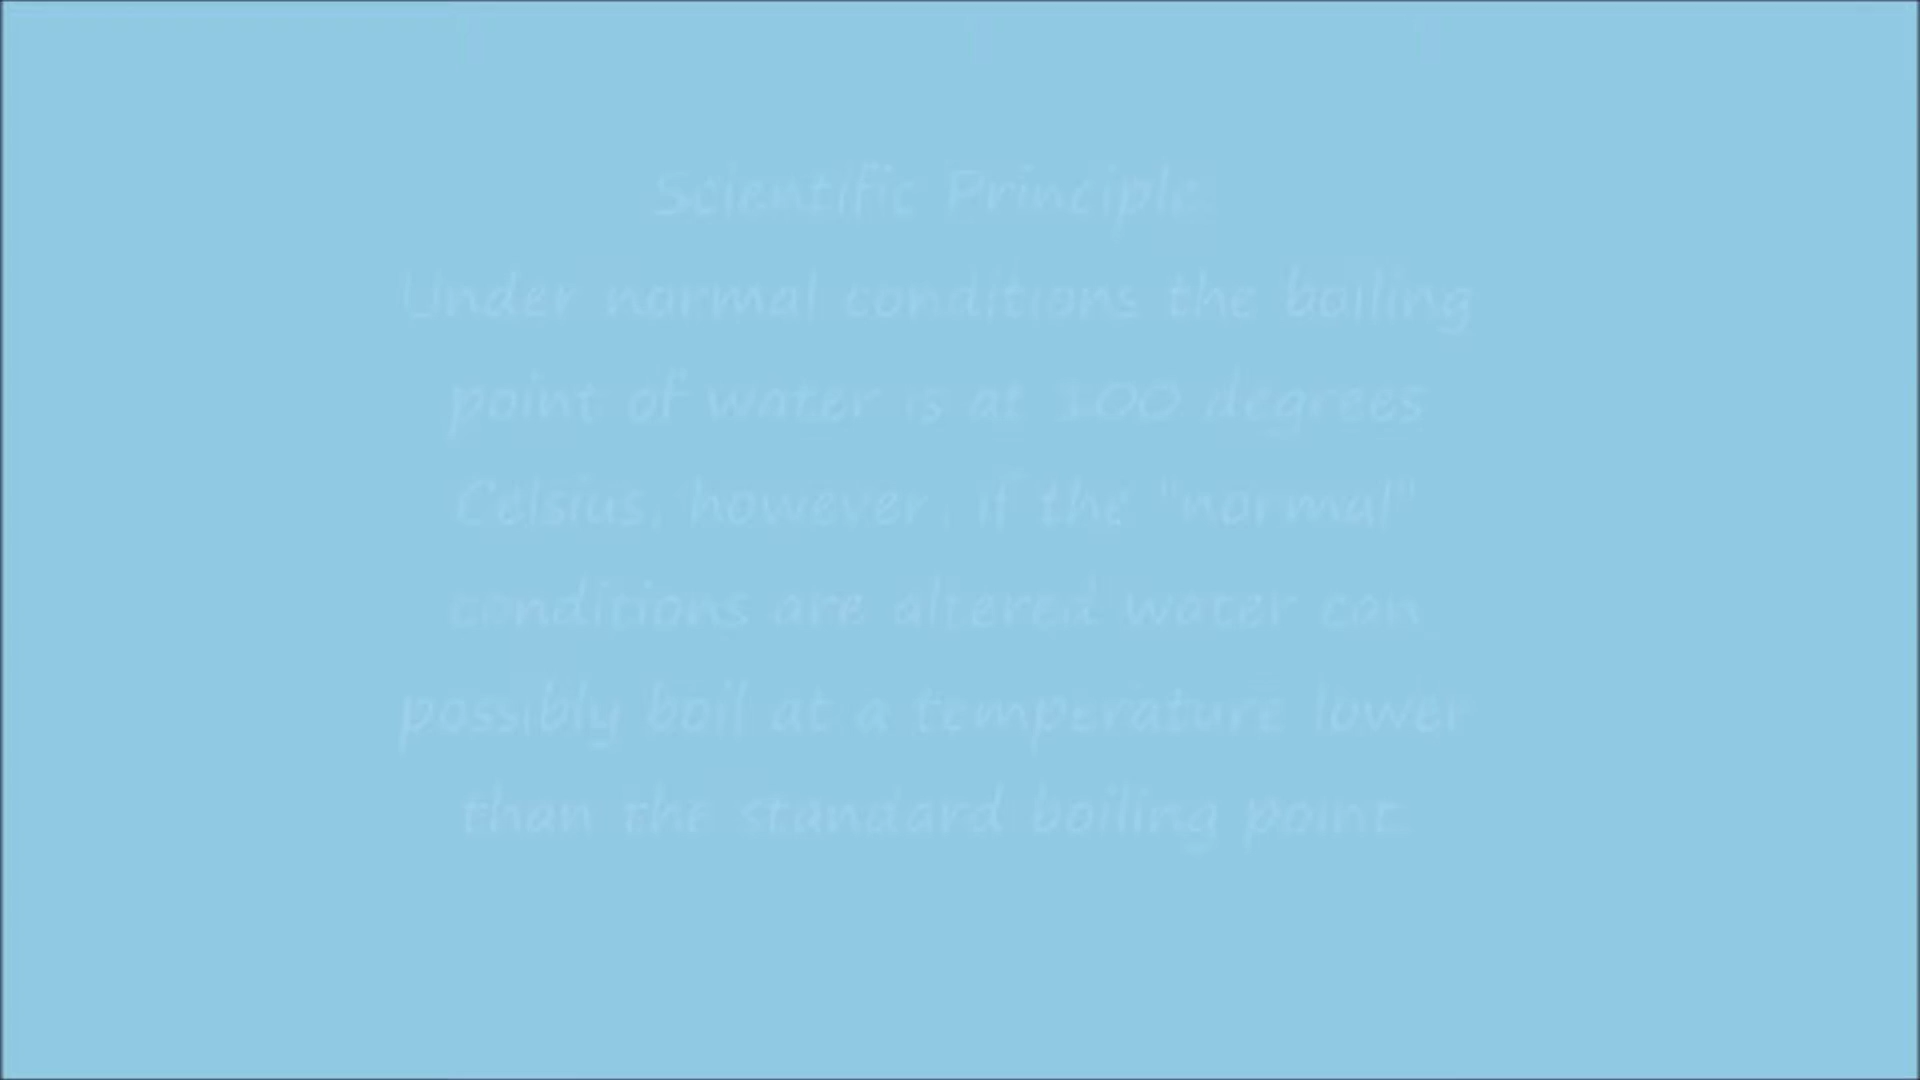 Scientific Principle
Under normal conditions the boiling
point of water is at 100 degrees
Celsius, however, if the "normal"
conditions are altered water can
possibly boil at a temperature lower
than the standard boiling point.